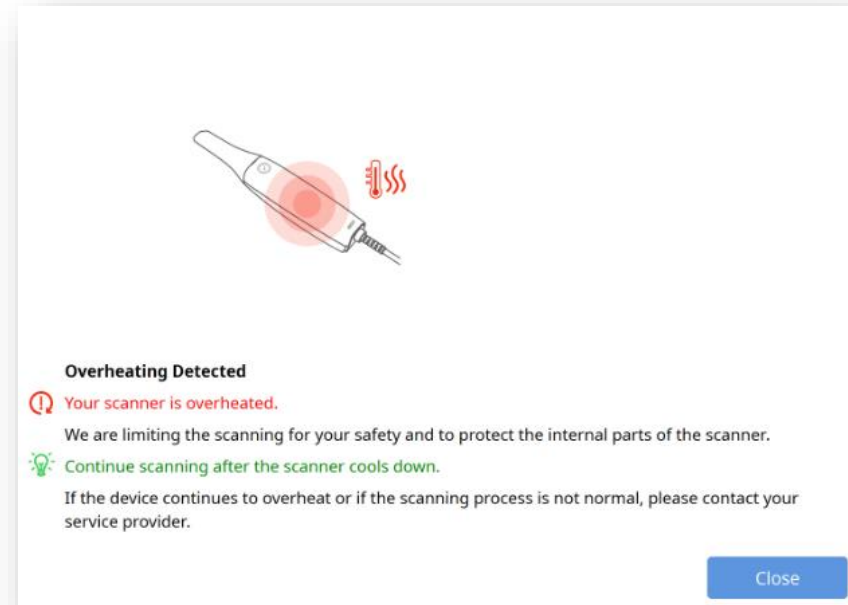 Overheating Detected
Your scanner is overheated.
We are limiting the scanning for your safety and to protect the internal parts of the scanner.
Continue scanning after the scanner cools down.
If the device continues to overheat or if the scanning process is not normal, please contact your
service provider.
Close